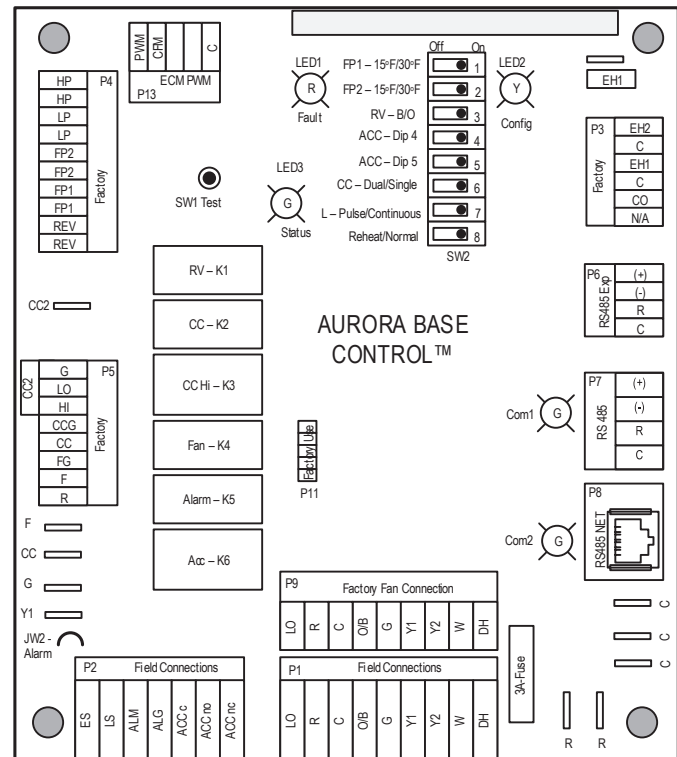 PWM
CFM
C
ECM PWM
P13
Off
On
LED1
R
Fault
FP1 – 15ºF/30ºF
1
FP2 – 15ºF/30ºF
2
RV – B/O
3
ACC – Dip 4
4
ACC – Dip 5
5
CC – Dual/Single
6
L – Pulse/Continuous
7
Reheat/Normal
8
SW2
LED2
Y
Config
EH1
P4
HP
HP
LP
LP
FP2
FP2
FP1
FP1
REV
REV
Factory
SW1 Test
LED3
G
Status
P3
Factory
EH2
C
EH1
C
CO
N/A
RV – K1
CC – K2
CC Hi – K3
Fan – K4
Alarm – K5
Acc – K6
AURORA BASE
CONTROL™
P6
RS485 Exp
(+)
(-)
R
C
CC2
CC2
P5
G
LO
HI
CCG
CC
FG
F
R
Factory
Factory Use
P11
Com1
G
P7
RS 485
(+)
(-)
R
C
Com2
G
P8
RS485 NET
F
CC
G
Y1
JW2 -
Alarm
P9
Factory Fan Connection
LO
R
C
O/B
G
Y1
Y2
W
DH
3A-Fuse
C
C
C
P2
Field Connections
ES
LS
ALM
ALG
ACC c
ACC no
ACC nc
P1
Field Connections
LO
R
C
O/B
G
Y1
Y2
W
DH
R
R